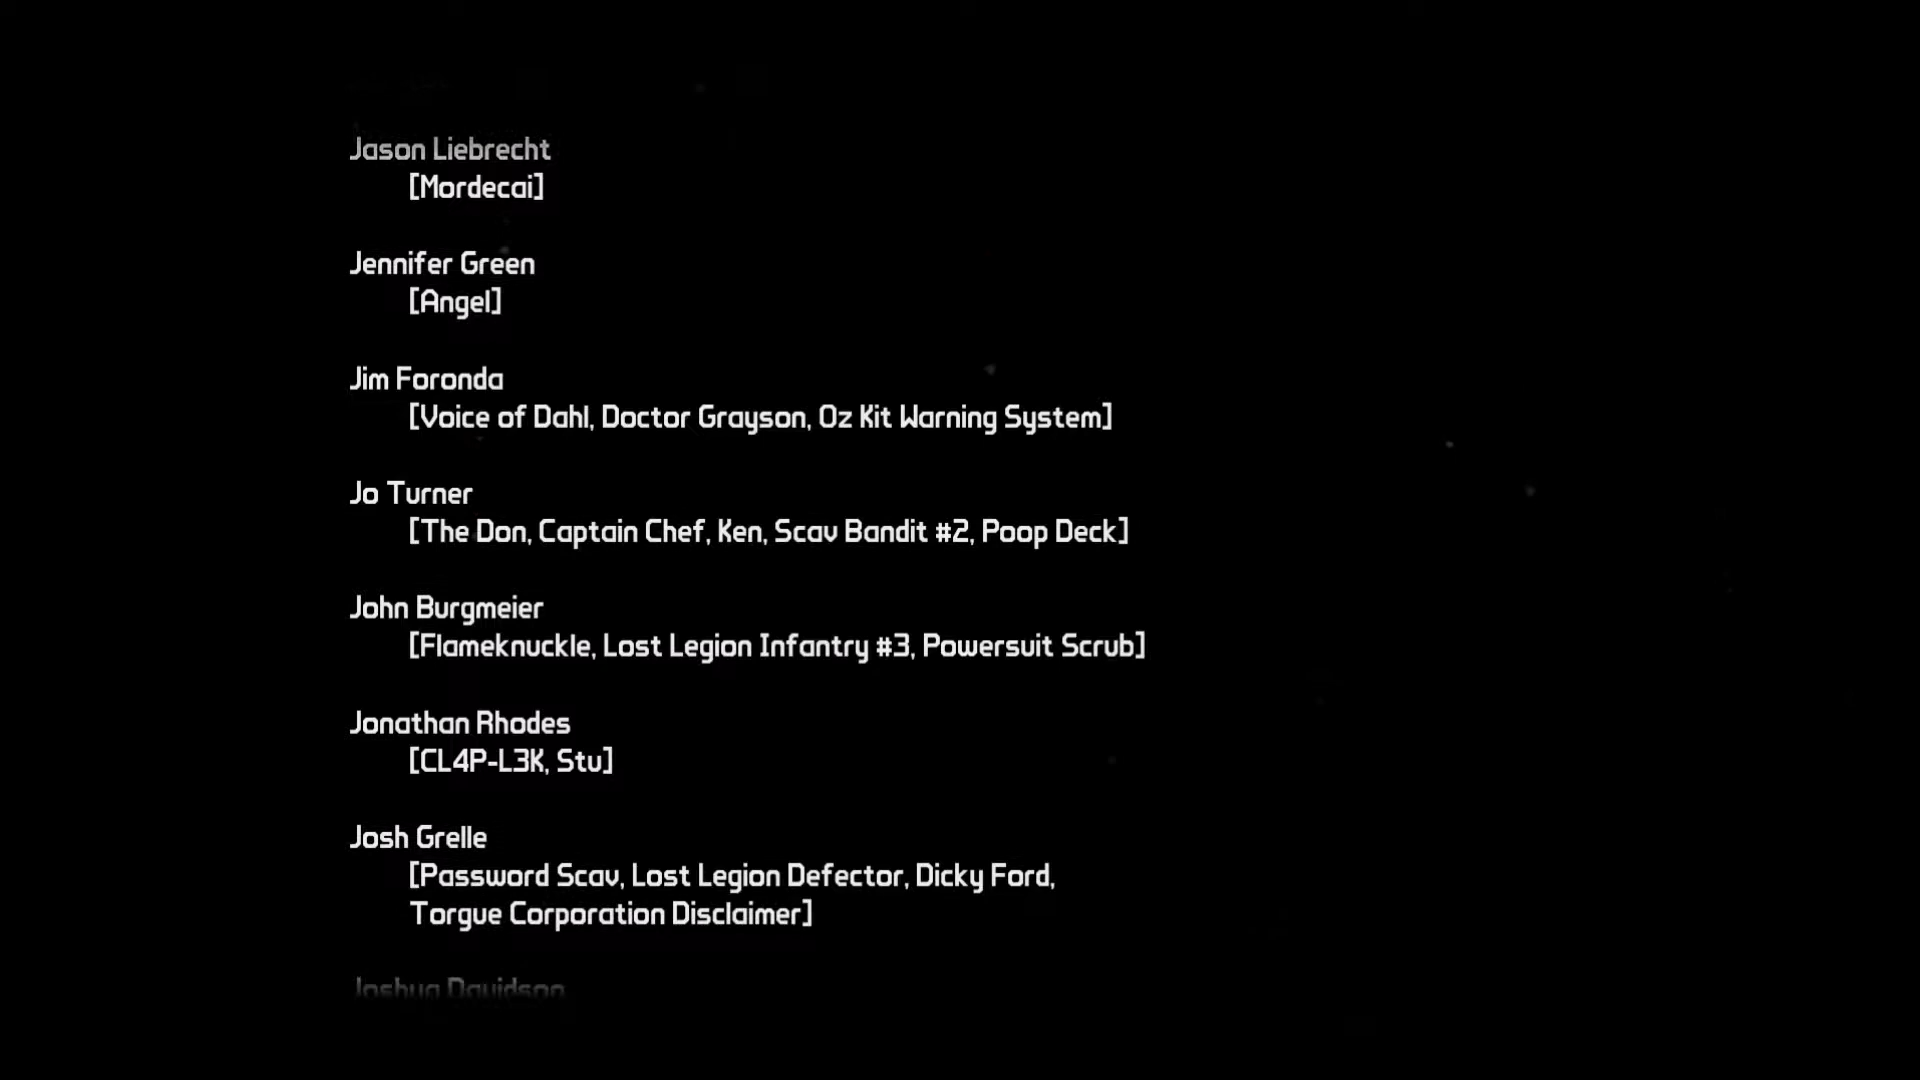 Jason Liebrecht
[Mordecai]
Jennifer Green
[Angel]
Jim Foronda
[Voice of Dahl, Doctor Grayson, Oz Kit Warning System]
Jo Turner
[The Don, Captain Chef, Ken, Scav Bandit #2, Poop Deck]
John Burgmeier
[Flameknuckle, Lost Legion Infantry #3, Powersuit Scrub]
Jonathan Rhodes
[CL4P-L3K, Stu]
Josh Grelle
[Password Scav, Lost Legion Defector, Dicky Ford,
Torgue Corporation Disclaimer]
Joshua Davidson